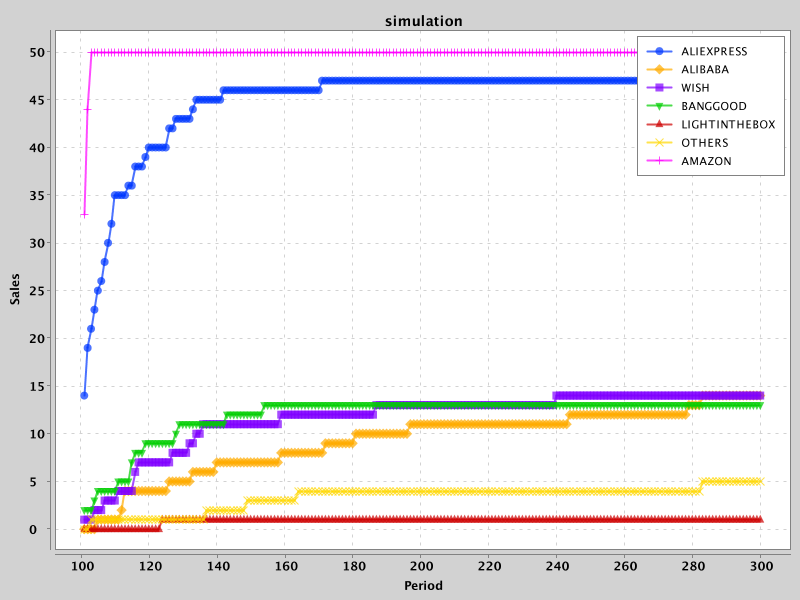 simulation
50
45
40
35
30
25
20
15
10
5
0
Sales
ALIEXPRESS
ALIBABA
WISH
BANGGOOD
LIGHTINTHEBOX
OTHERS
AMAZON
100 120 140 160 180 200 220 240 260 280 300
Period